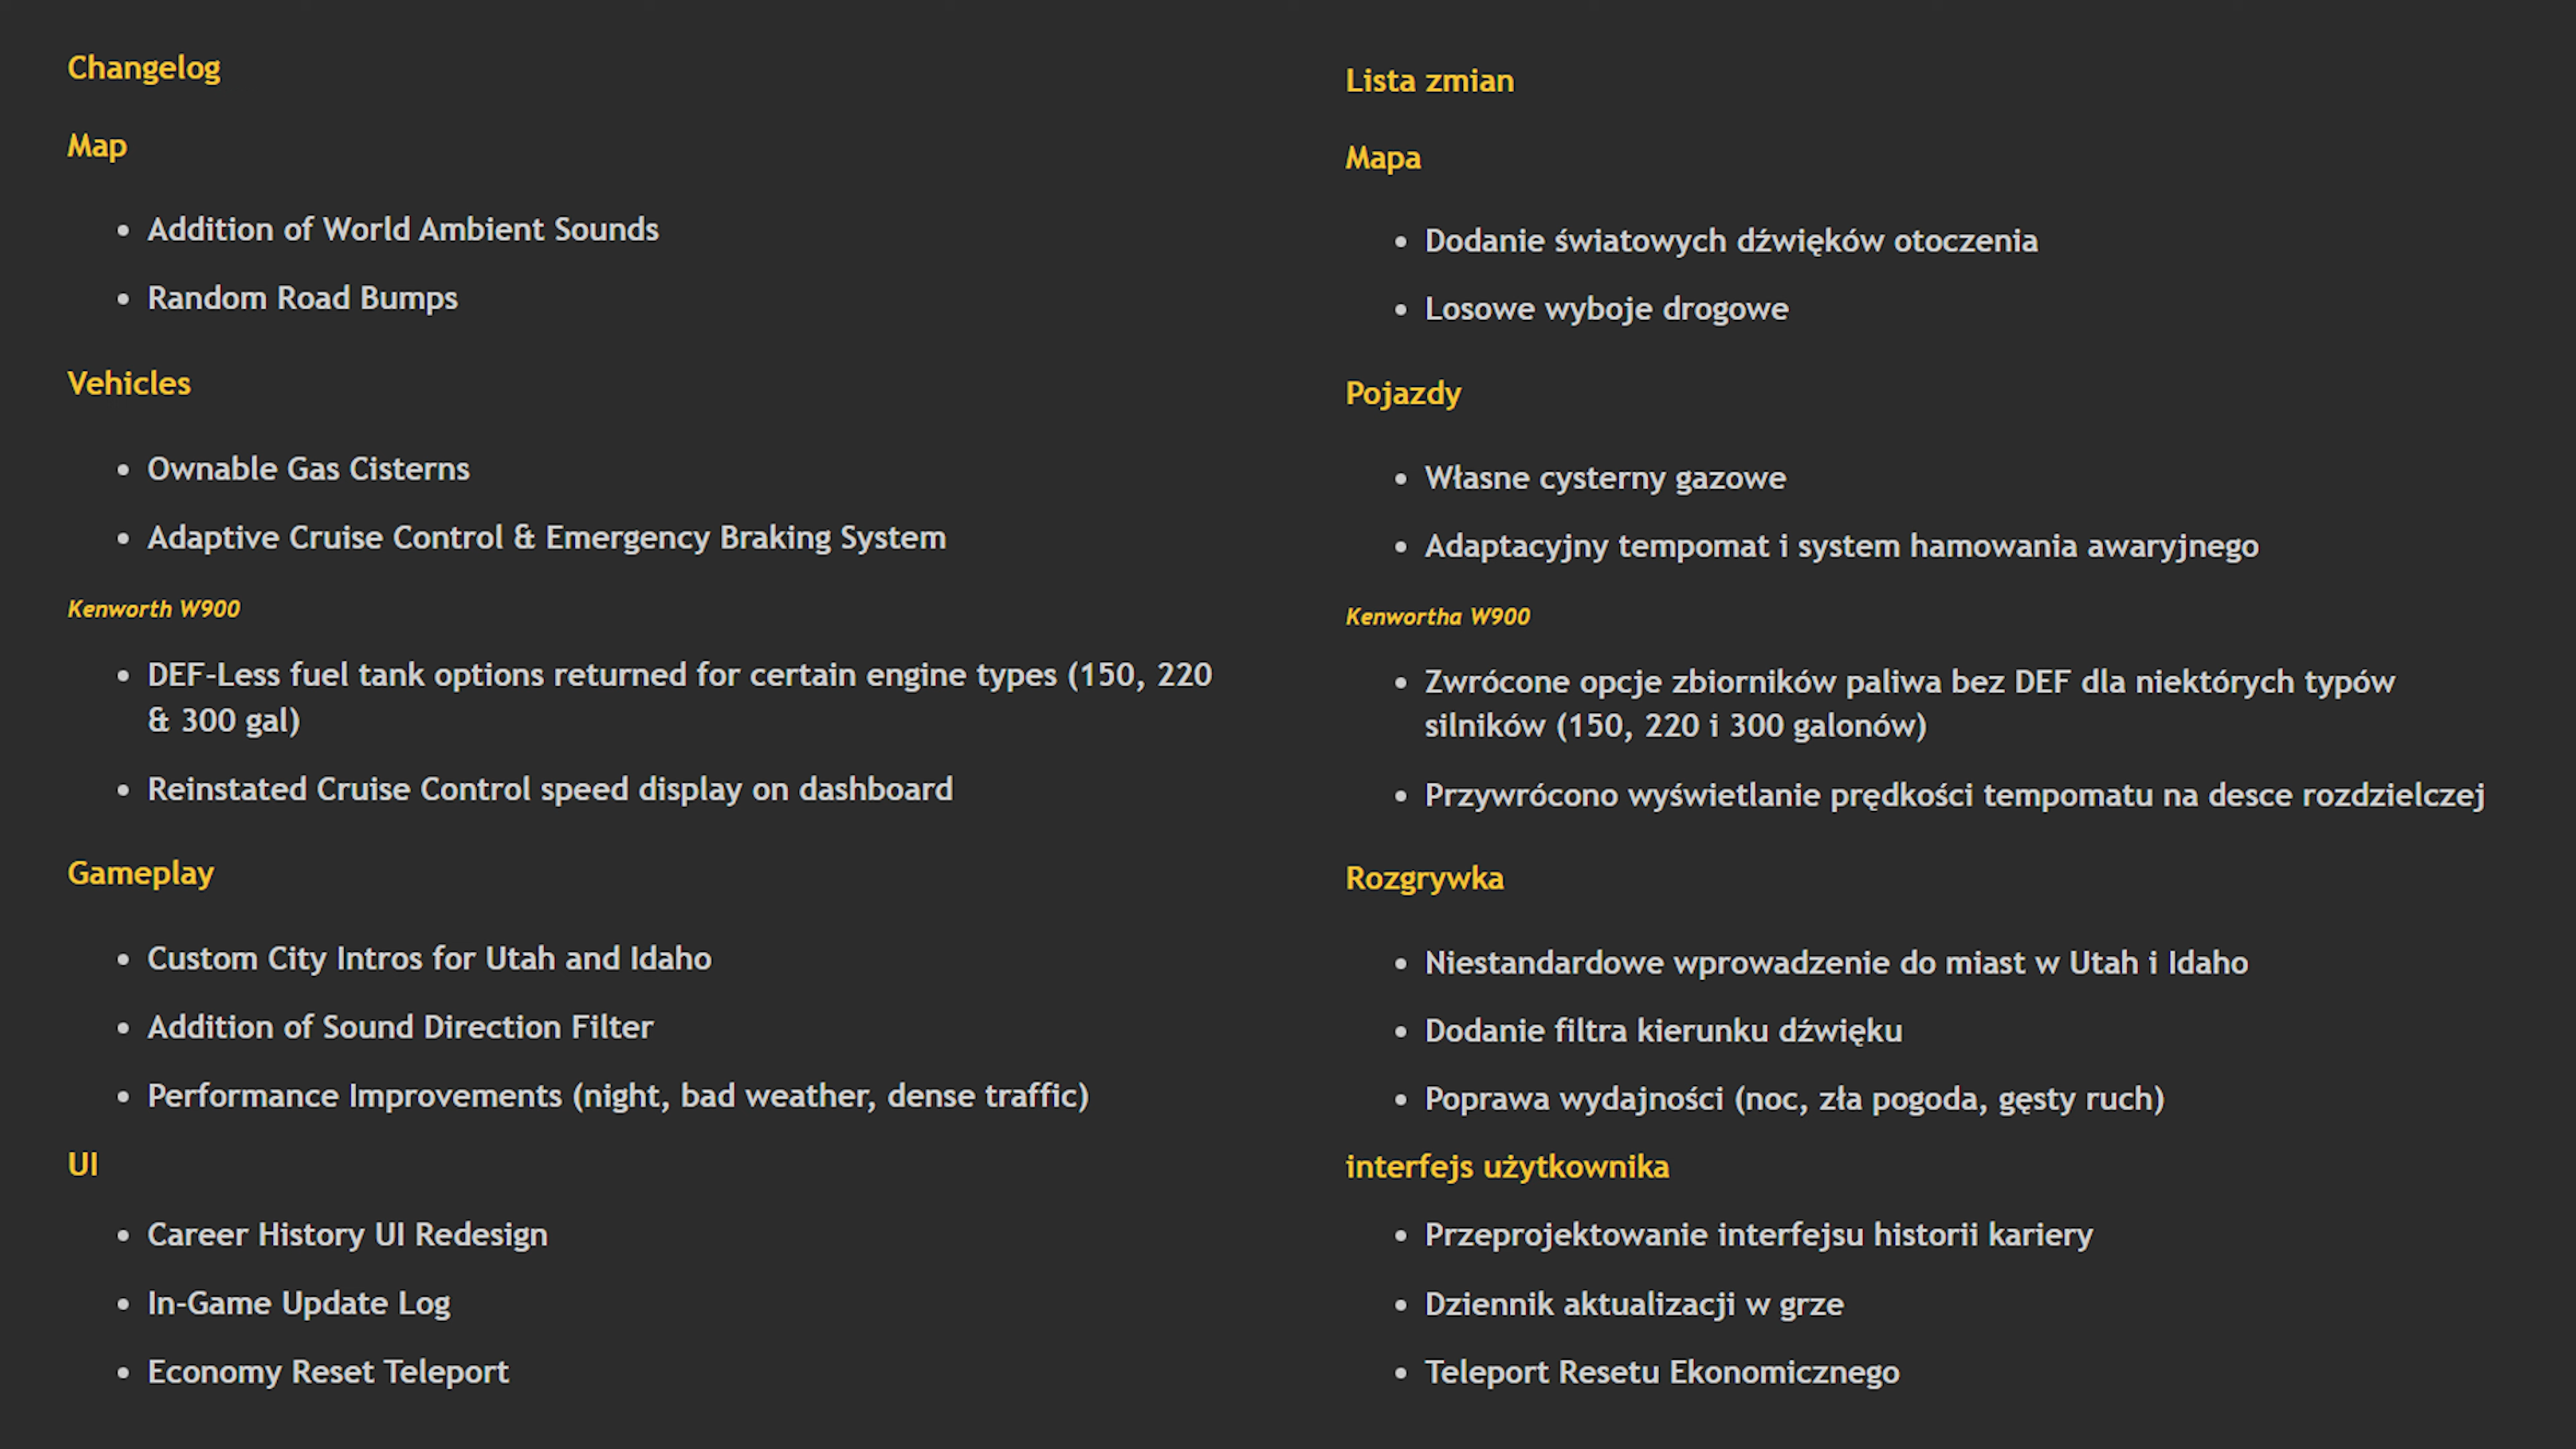 Changelog
Map
• Addition of World Ambient Sounds
• Random Road Bumps
Vehicles
• Ownable Gas Cisterns
• Adaptive Cruise Control & Emergency Braking System
Kenworth W900
• DEF-Less fuel tank options returned for certain engine types (150, 220
& 300 gal)
• Reinstated Cruise Control speed display on dashboard
Gameplay
• Custom City Intros for Utah and Idaho
• Addition of Sound Direction Filter
• Performance Improvements (night, bad weather, dense traffic)
UI
• Career History UI Redesign
• In-Game Update Log
• Economy Reset Teleport
Lista zmian
Mapa
• Dodanie światowych dźwięków otoczenia
• Losowe wyboje drogowe
Pojazdy
• Własne cysterny gazowe
• Adaptacyjny tempomat i system hamowania awaryjnego
Kenwortha W900
• Zwrócone opcje zbiorników paliwa bez DEF dla niektórych typów
silników (150, 220 i 300 galonów)
• Przywrócono wyświetlanie prędkości tempomatu na desce rozdzielczej
Rozgrywka
• Niestandardowe wprowadzenie do miast w Utah i Idaho
• Dodanie filtra kierunku dźwięku
• Poprawa wydajności (noc, zła pogoda, gęsty ruch)
interfejs użytkownika
• Przeprojektowanie interfejsu historii kariery
• Dziennik aktualizacji w grze
• Teleport Resetu Ekonomicznego